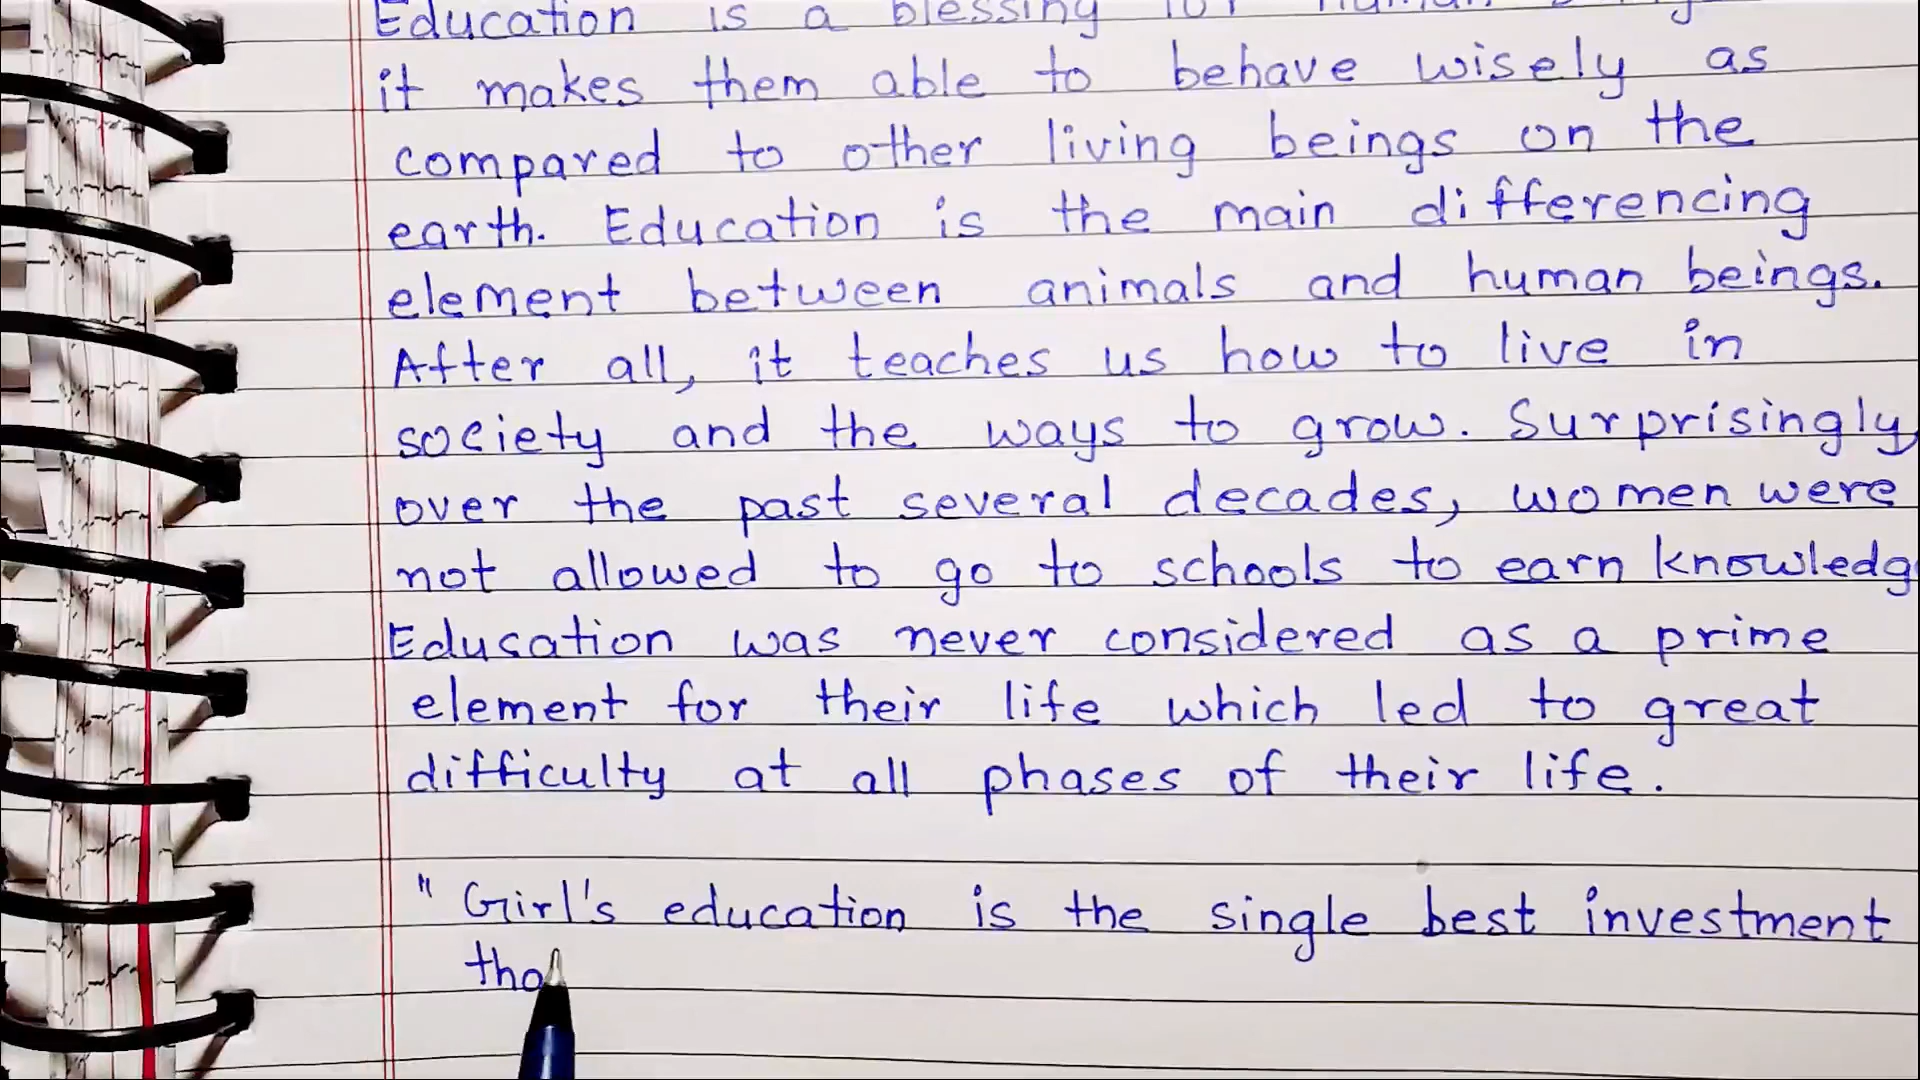 Education is a blessing for human
it makes them able to behave wisely as
compared to other living beings on the
earth. Education is the main differencing
element between animals and human beings.
After all, it teaches us how to live in
society and the ways to grow. Surprisingly
over the past several decades, women were
not allowed to go to schools to earn knowledg
Education was never considered as a prime
element for their life which led to great
difficulty at all phases of their life.
" Girl's education is the single best investment
tha